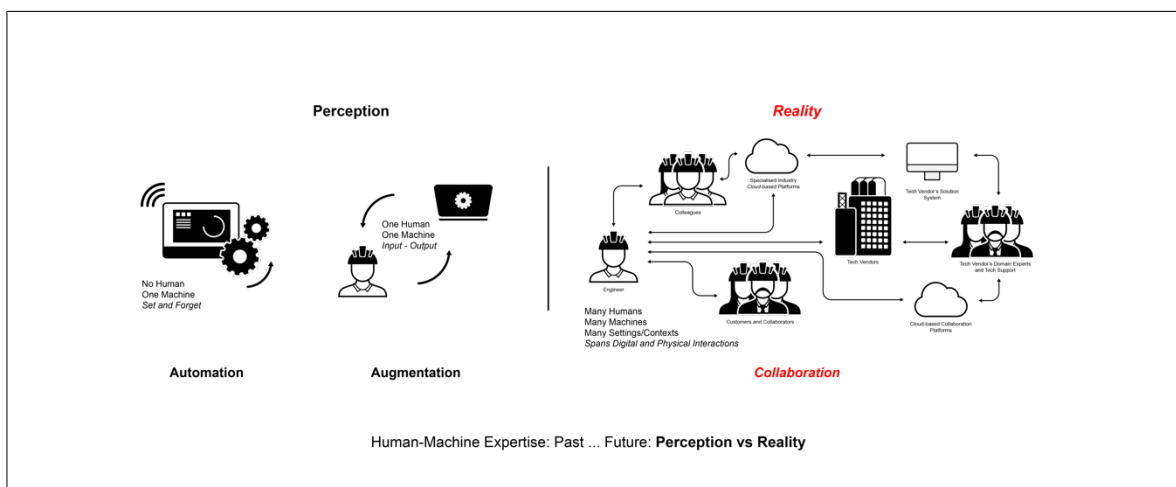 Perception
No Human
One Machine
Set and Forget
Automation
One Human
One Machine
Input - Output
Augmentation
Reality
Colleagues
Specialised Industry
Cloud-based Platforms
Tech Vendor's Solution
System
Engineer
Tech Vendors
Tech Vendor's Domain Experts
and Tech Support
Customers and Collaborators
Cloud-based Collaboration
Platforms
Many Humans
Many Machines
Many Settings/Contexts
Spans Digital and Physical Interactions
Collaboration
Human-Machine Expertise: Past ... Future: Perception vs Reality